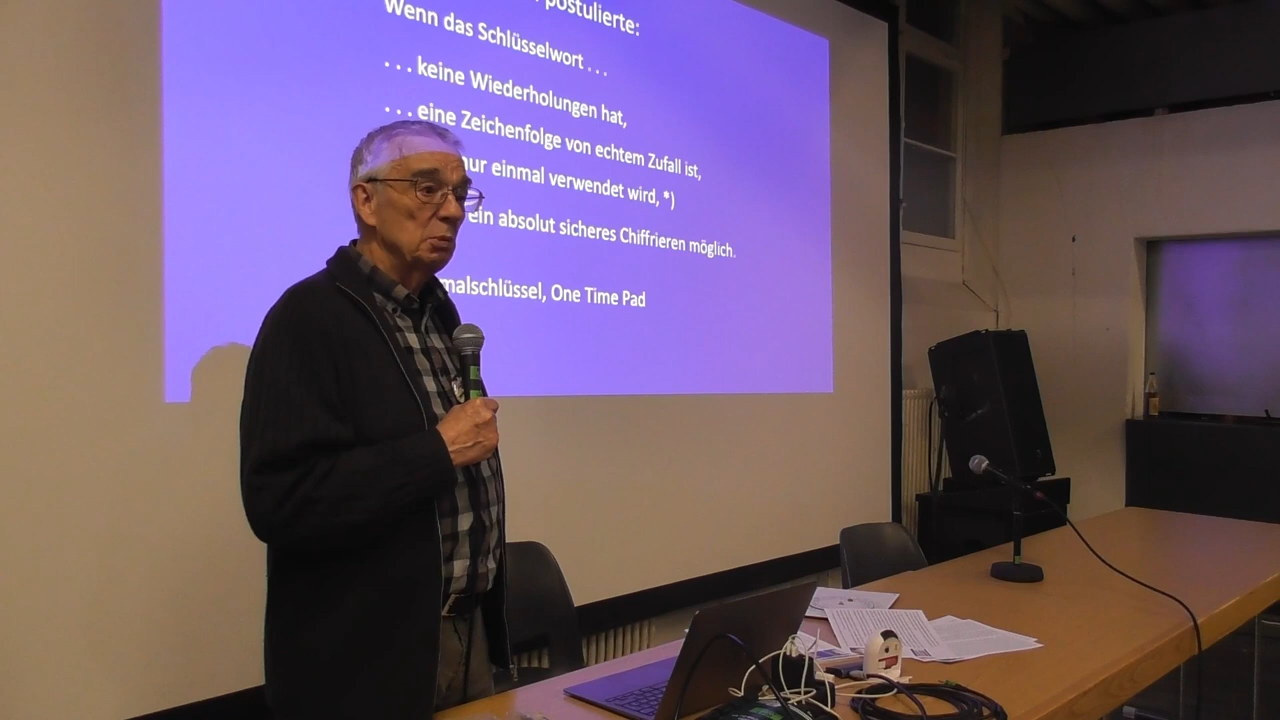 postulierte:
Wenn das Schlüsselwort . . .
. . . keine Wiederholungen hat,
. . . eine Zeichenfolge von echtem Zufall ist,
nur einmal verwendet wird, *)
ein absolut sicheres Chiffrieren möglich.
malschlüssel, One Time Pad